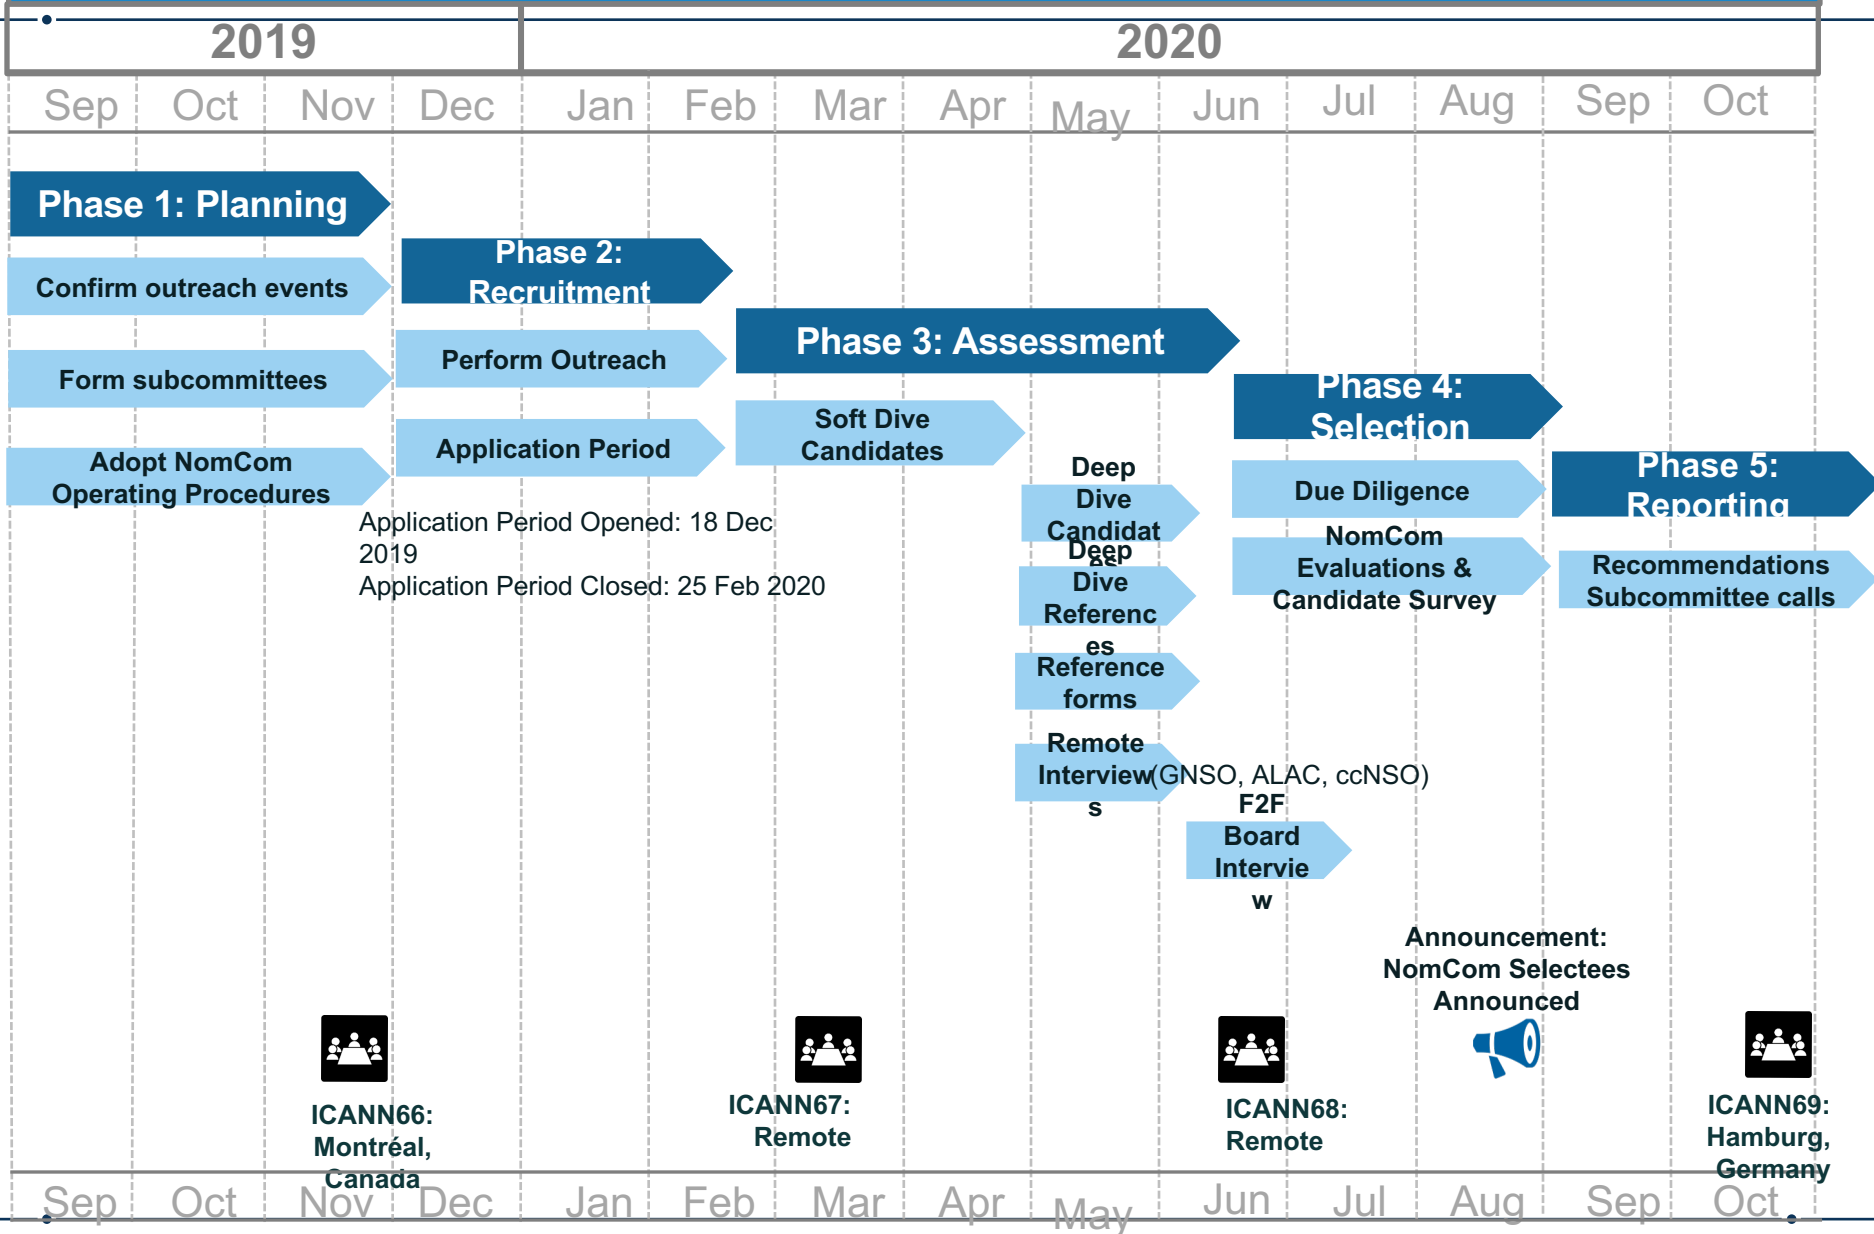 2019
2020
Sep Oct Nov Dec Jan Feb Mar Apr May Jun Jul Aug Sep Oct
Phase 1: Planning
Confirm outreach events
Form subcommittees
Adopt NomCom
Operating Procedures
Phase 2:
Recruitment
Perform Outreach
Application Period
Application Period Opened: 18 Dec
2019
Application Period Closed: 25 Feb 2020
Phase 3: Assessment
Soft Dive
Candidates
Deep
Dive
Candidat
es
Deep
Dive
Referenc
es
Reference
forms
Remote
Interview
s
(GNSO, ALAC, ccNSO)
F2F
Board
Intervie
w
Phase 4:
Selection
Due Diligence
NomCom
Evaluations &
Candidate Survey
Phase 5:
Reporting
Recommendations
Subcommittee calls
Announcement:
NomCom Selectees
Announced
ICANN66:
Montréal,
Canada
ICANN67:
Remote
ICANN68:
Remote
ICANN69:
Hamburg,
Germany
Sep Oct Nov Dec Jan Feb Mar Apr May Jun Jul Aug Sep Oct